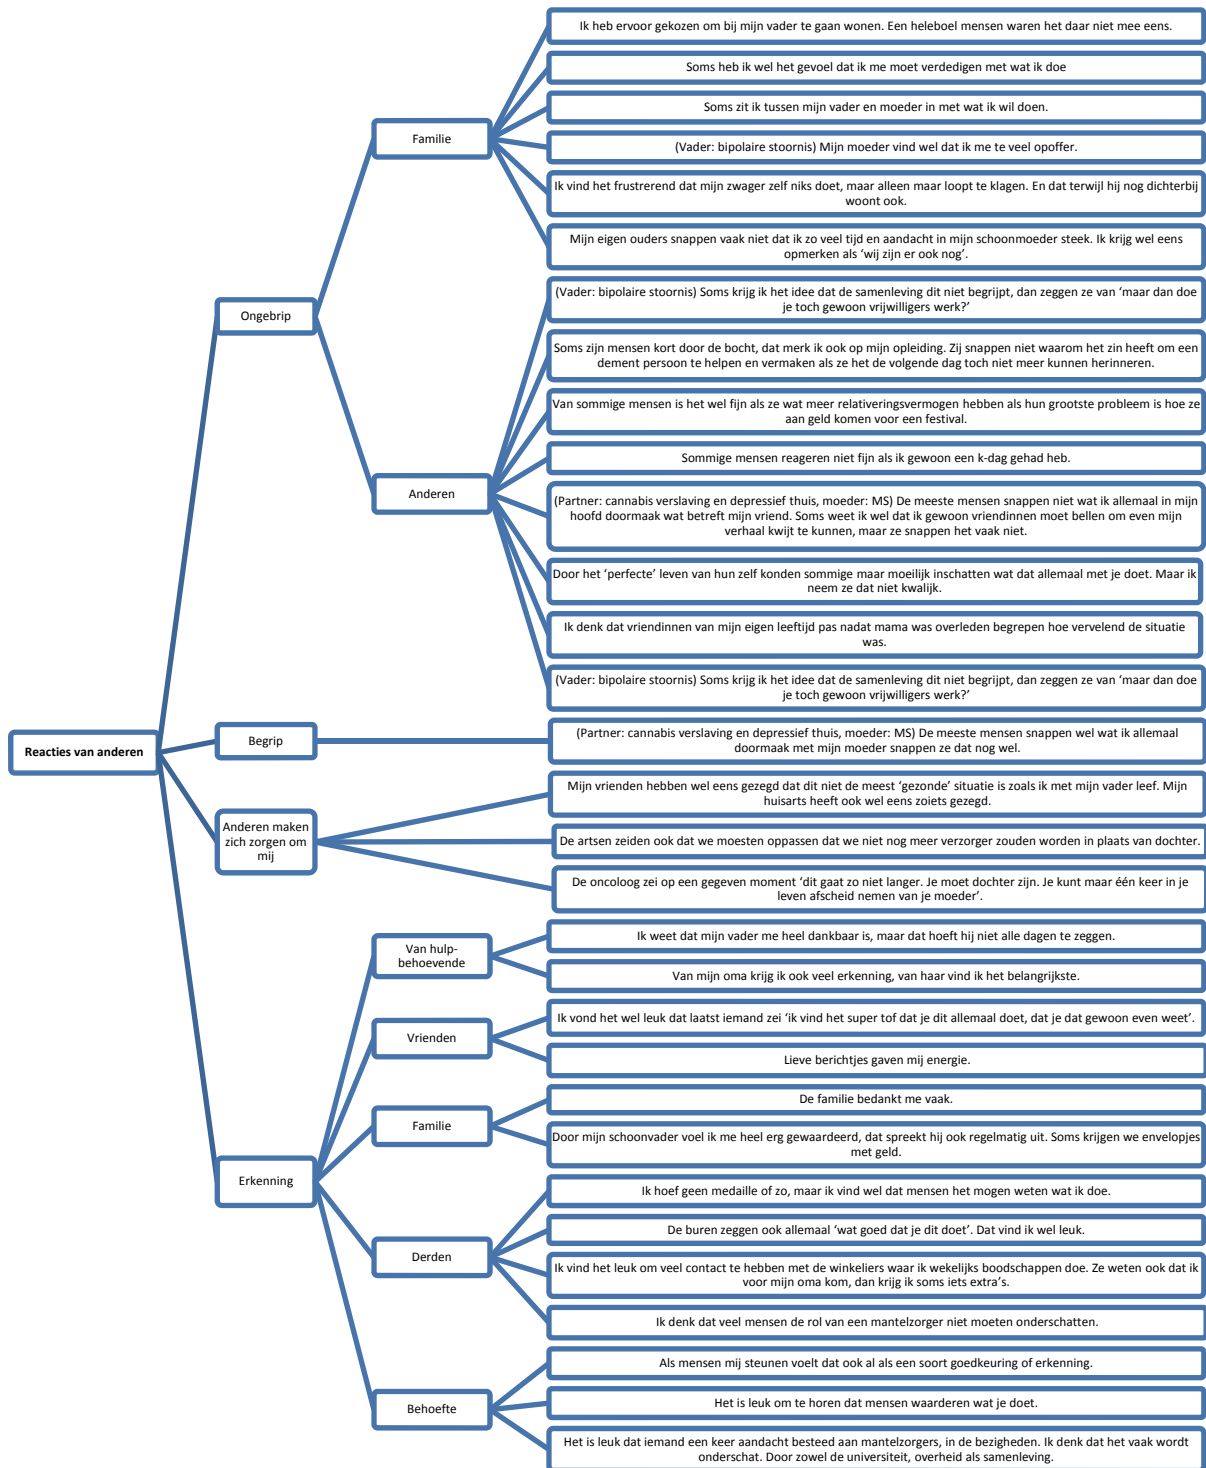 Ik heb ervoor gekozen om bij mijn vader te gaan wonen. Een heleboel mensen waren het daar niet mee eens.
Soms heb ik wel het gevoel dat ik me moet verdedigen met wat ik doe
Soms zit ik tussen mijn vader en moeder in met wat ik wil doen.
Familie
(Vader: bipolaire stoornis) Mijn moeder vind wel dat ik me te veel opoffer.
Ik vind het frustrerend dat mijn zwager zelf niks doet, maar alleen maar loopt te klagen. En dat terwijl hij nog dichterbij
woont ook.
Mijn eigen ouders snappen vaak niet dat ik zo veel tijd en aandacht in mijn schoonmoeder steek. Ik krijg wel eens
opmerken als ‘wij zijn er ook nog’.
Ongebrip
(Vader: bipolaire stoornis) Soms krijg ik het idee dat de samenleving dit niet begrijpt, dan zeggen ze van ‘maar dan doe
je toch gewoon vrijwilligers werk?’
Soms zijn mensen kort door de bocht, dat merk ik ook op mijn opleiding. Zij snappen niet waarom het zin heeft om een
dement persoon te helpen en vermaken als ze het de volgende dag toch niet meer kunnen herinneren.
Van sommige mensen is het wel fijn als ze wat meer relativeringsvermogen hebben als hun grootste probleem is hoe ze
aan geld komen voor een festival.
Sommige mensen reageren niet fijn als ik gewoon een k-dag gehad heb.
Anderen
(Partner: cannabis verslaving en depressief thuis, moeder: MS) De meeste mensen snappen niet wat ik allemaal in mijn
hoofd doormaak wat betreft mijn vriend. Soms weet ik wel dat ik gewoon vriendinnen moet bellen om even mijn
verhaal kwijt te kunnen, maar ze snappen het vaak niet.
Door het ‘perfecte’ leven van hun zelf konden sommige maar moeilijk inschatten wat dat allemaal met je doet. Maar ik
neem ze dat niet kwalijk.
Ik denk dat vriendinnen van mijn eigen leeftijd pas nadat mama was overleden begrepen hoe vervelend de situatie
was.
(Vader: bipolaire stoornis) Soms krijg ik het idee dat de samenleving dit niet begrijpt, dan zeggen ze van ‘maar dan doe
je toch gewoon vrijwilligers werk?’
Reacties van anderen
Begrip
(Partner: cannabis verslaving en depressief thuis, moeder: MS) De meeste mensen snappen wel wat ik allemaal
doormaak met mijn moeder snappen ze dat nog wel.
Anderen maken
zich zorgen om
mij
Mijn vrienden hebben wel eens gezegd dat dit niet de meest ‘gezonde’ situatie is zoals ik met mijn vader leef. Mijn
huisarts heeft ook wel eens zoiets gezegd.
De artsen zeiden ook dat we moesten oppassen dat we niet nog meer verzorger zouden worden in plaats van dochter.
De oncoloog zei op een gegeven moment ‘dit gaat zo niet langer. Je moet dochter zijn. Je kunt maar één keer in je
leven afscheid nemen van je moeder’.
Van hulp-
behoevende
Ik weet dat mijn vader me heel dankbaar is, maar dat hoeft hij niet alle dagen te zeggen.
Van mijn oma krijg ik ook veel erkenning, van haar vind ik het belangrijkste.
Vrienden
Ik vond het wel leuk dat laatst iemand zei ‘ik vind het super tof dat je dit allemaal doet, dat je dat gewoon even weet’.
Lieve berichtjes gaven mij energie.
Familie
De familie bedankt me vaak.
Door mijn schoonvader voel ik me heel erg gewaardeerd, dat spreekt hij ook regelmatig uit. Soms krijgen we envelopjes
met geld.
Erkenning
Ik hoef geen medaille of zo, maar ik vind wel dat mensen het mogen weten wat ik doe.
De buren zeggen ook allemaal ‘wat goed dat je dit doet’. Dat vind ik wel leuk.
Derden
Ik vind het leuk om veel contact te hebben met de winkeliers waar ik wekelijks boodschappen doe. Ze weten ook dat ik
voor mijn oma kom, dan krijg ik soms iets extra’s.
Ik denk dat veel mensen de rol van een mantelzorger niet moeten onderschatten.
Als mensen mij steunen voelt dat ook al als een soort goedkeuring of erkenning.
Behoefte
Het is leuk om te horen dat mensen waarderen wat je doet.
Het is leuk dat iemand een keer aandacht besteed aan mantelzorgers, in de bezigheden. Ik denk dat het vaak wordt
onderschat. Door zowel de universiteit, overheid als samenleving.